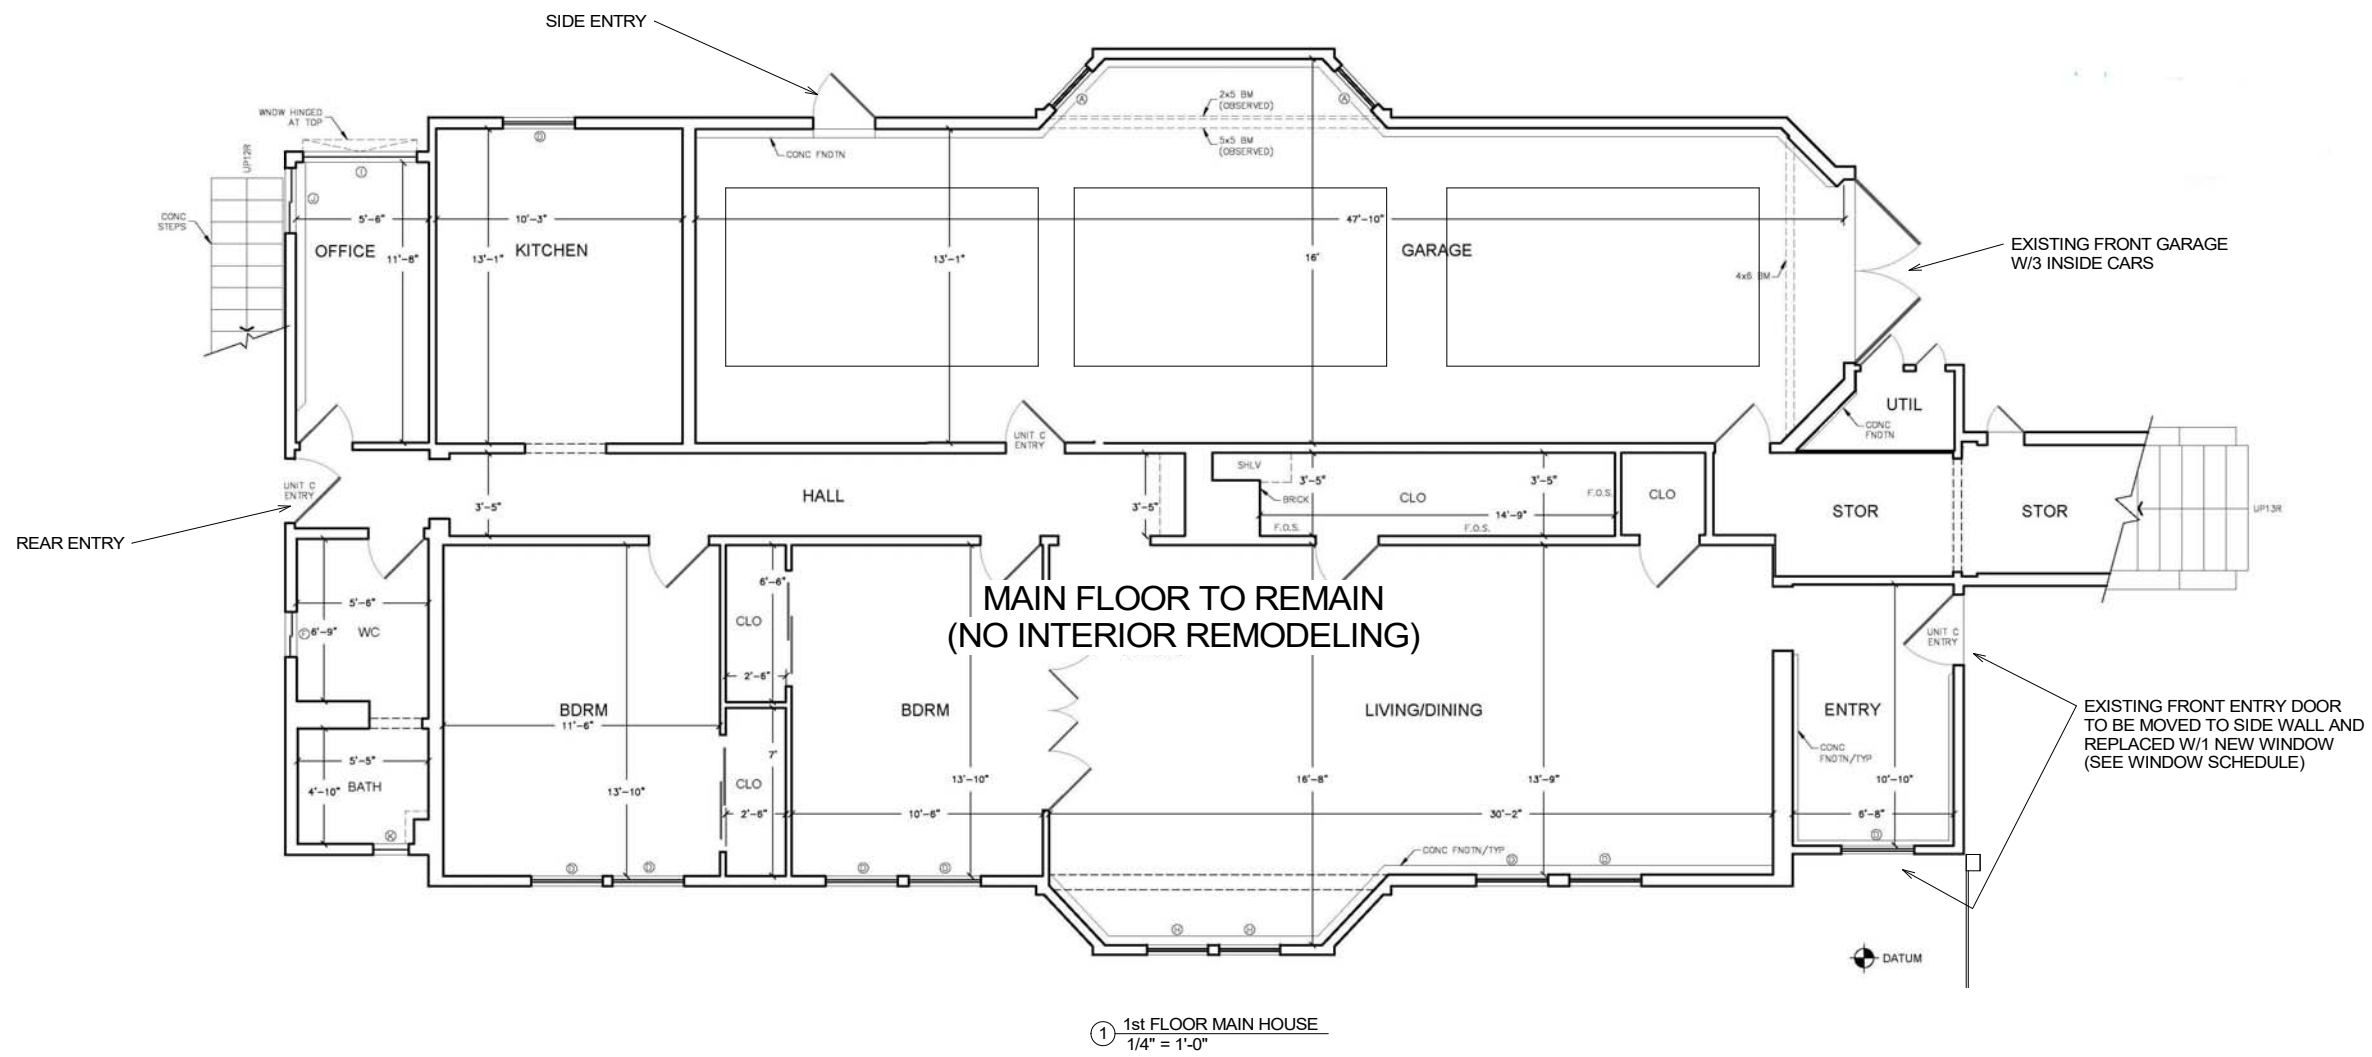 SIDE ENTRY
WNDW HINGED
AT TOP
UP12R
CONC
STEPS
CONC FNDTN
2x5 BM
(OBSERVED)
5x5 BM
(OBSERVED)
A
A
D
I
J
5'-6"
10'-3"
47'-10"
OFFICE
11'-8"
13'-1"
KITCHEN
13'-1"
16'
GARAGE
4x6 BM
EXISTING FRONT GARAGE
W/3 INSIDE CARS
UTIL
CONC
FNDTN
UNIT C
ENTRY
UNIT C
ENTRY
REAR ENTRY
3'-5"
HALL
3'-5"
SHLV
3'-5"
BRICK
CLO
3'-5"
F.O.S.
14'-9"
F.O.S.
F.O.S.
CLO
STOR
STOR
UP13R
MAIN FLOOR TO REMAIN
(NO INTERIOR REMODELING)
5'-6"
F
6'-9"
WC
6'-6"
CLO
2'-6"
BDRM
11'-6"
BDRM
LIVING/DINING
UNIT C
ENTRY
ENTRY
CONC
FNDTN/TYP
EXISTING FRONT ENTRY DOOR
TO BE MOVED TO SIDE WALL AND
REPLACED W/1 NEW WINDOW
(SEE WINDOW SCHEDULE)
5'-5"
4'-10"
BATH
K
13'-10"
7'
CLO
2'-6"
13'-10"
10'-6"
16'-8"
13'-9"
30'-2"
10'-10"
6'-8"
D
D
D
D
D
CONC FNDTN/TYP
D
D
H
H
DATUM
1
1st FLOOR MAIN HOUSE
1/4" = 1'-0"